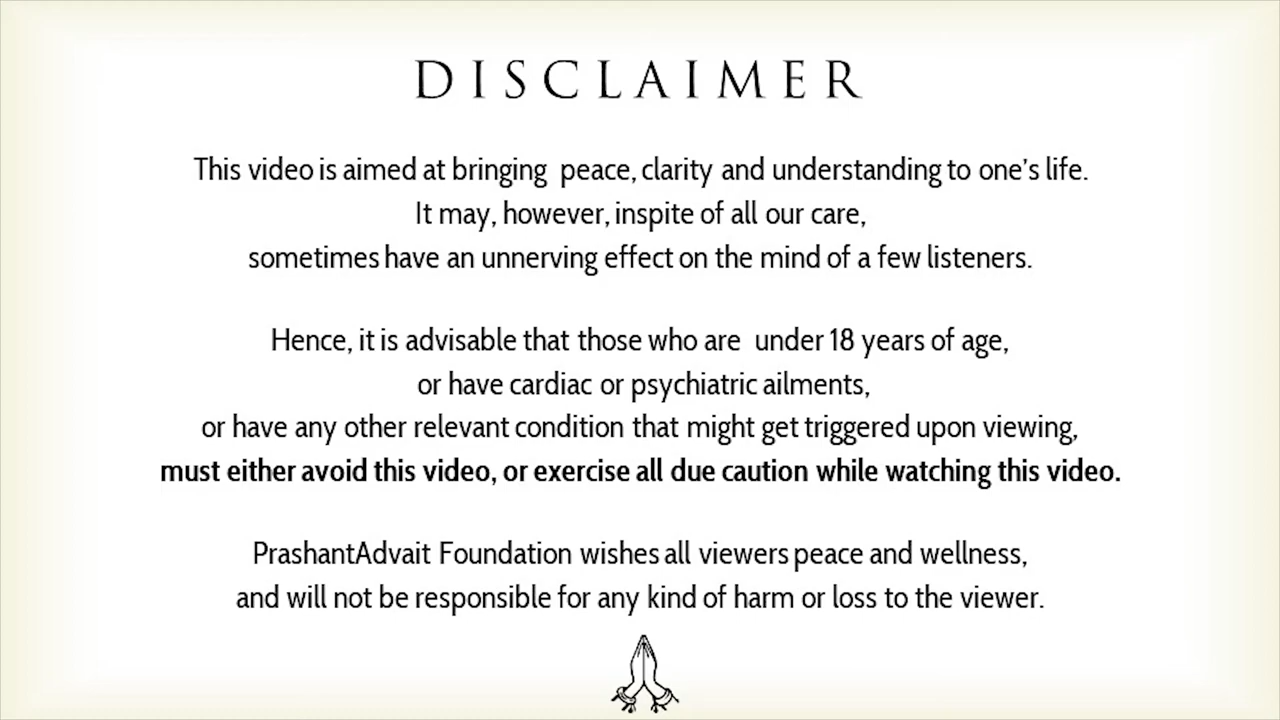 DISCLAIMER
This video is aimed at bringing peace, clarity and understanding to one's life.
It may, however, inspite of all our care,
sometimes have an unnerving effect on the mind of a few listeners.
Hence, it is advisable that those who are under 18 years of age,
or have cardiac or psychiatric ailments,
or have any other relevant condition that might get triggered upon viewing,
must either avoid this video, or exercise all due caution while watching this video.
PrashantAdvait Foundation wishes all viewers peace and wellness,
and will not be responsible for any kind of harm or loss to the viewer.